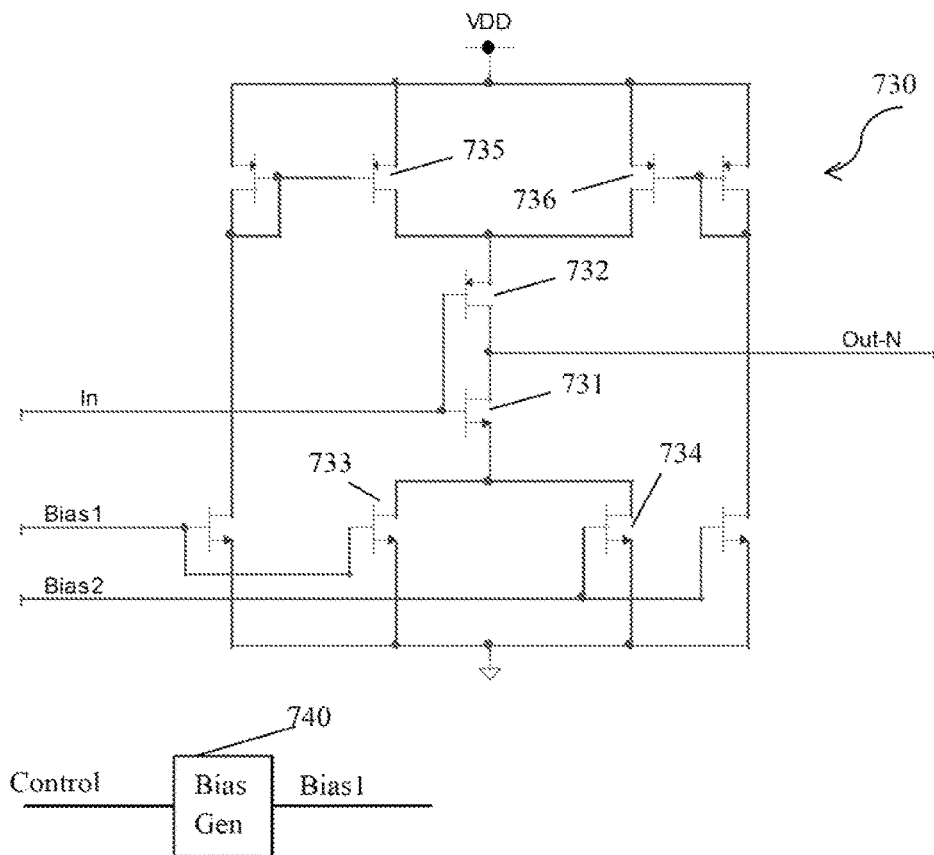 VDD
730
735
736
732
Out-N
In
731
733
734
Bias1
Bias2
740
Control
Bias
Gen
Bias1